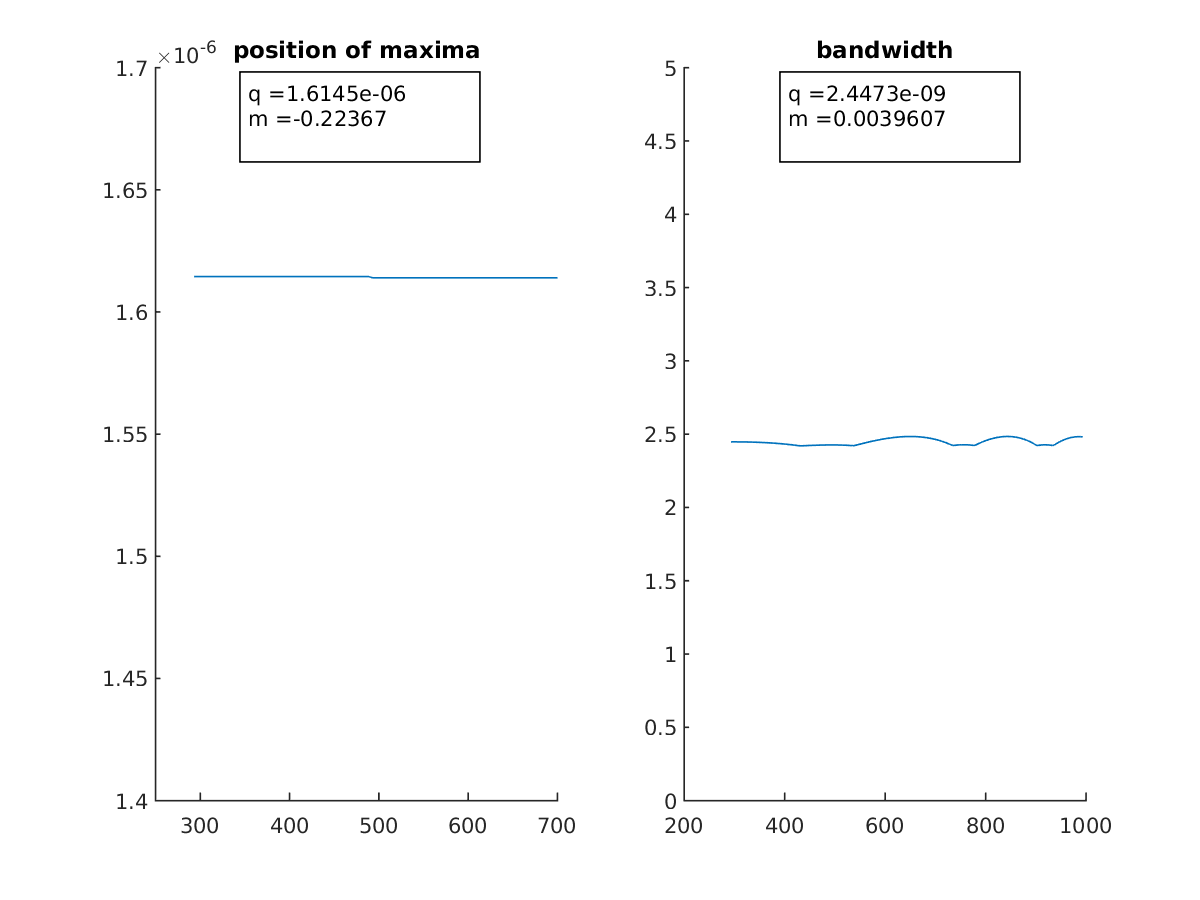 position of maxima
×10-6
q =1.6145e-06
m =-0.22367
1.7
1.65
1.6
1.55
1.5
1.45
1.4
300 400 500 600 700
bandwidth
q =2.4473e-09
m =0.0039607
5
4.5
4
3.5
3
2.5
2
1.5
1
0.5
0
200 400 600 800 1000